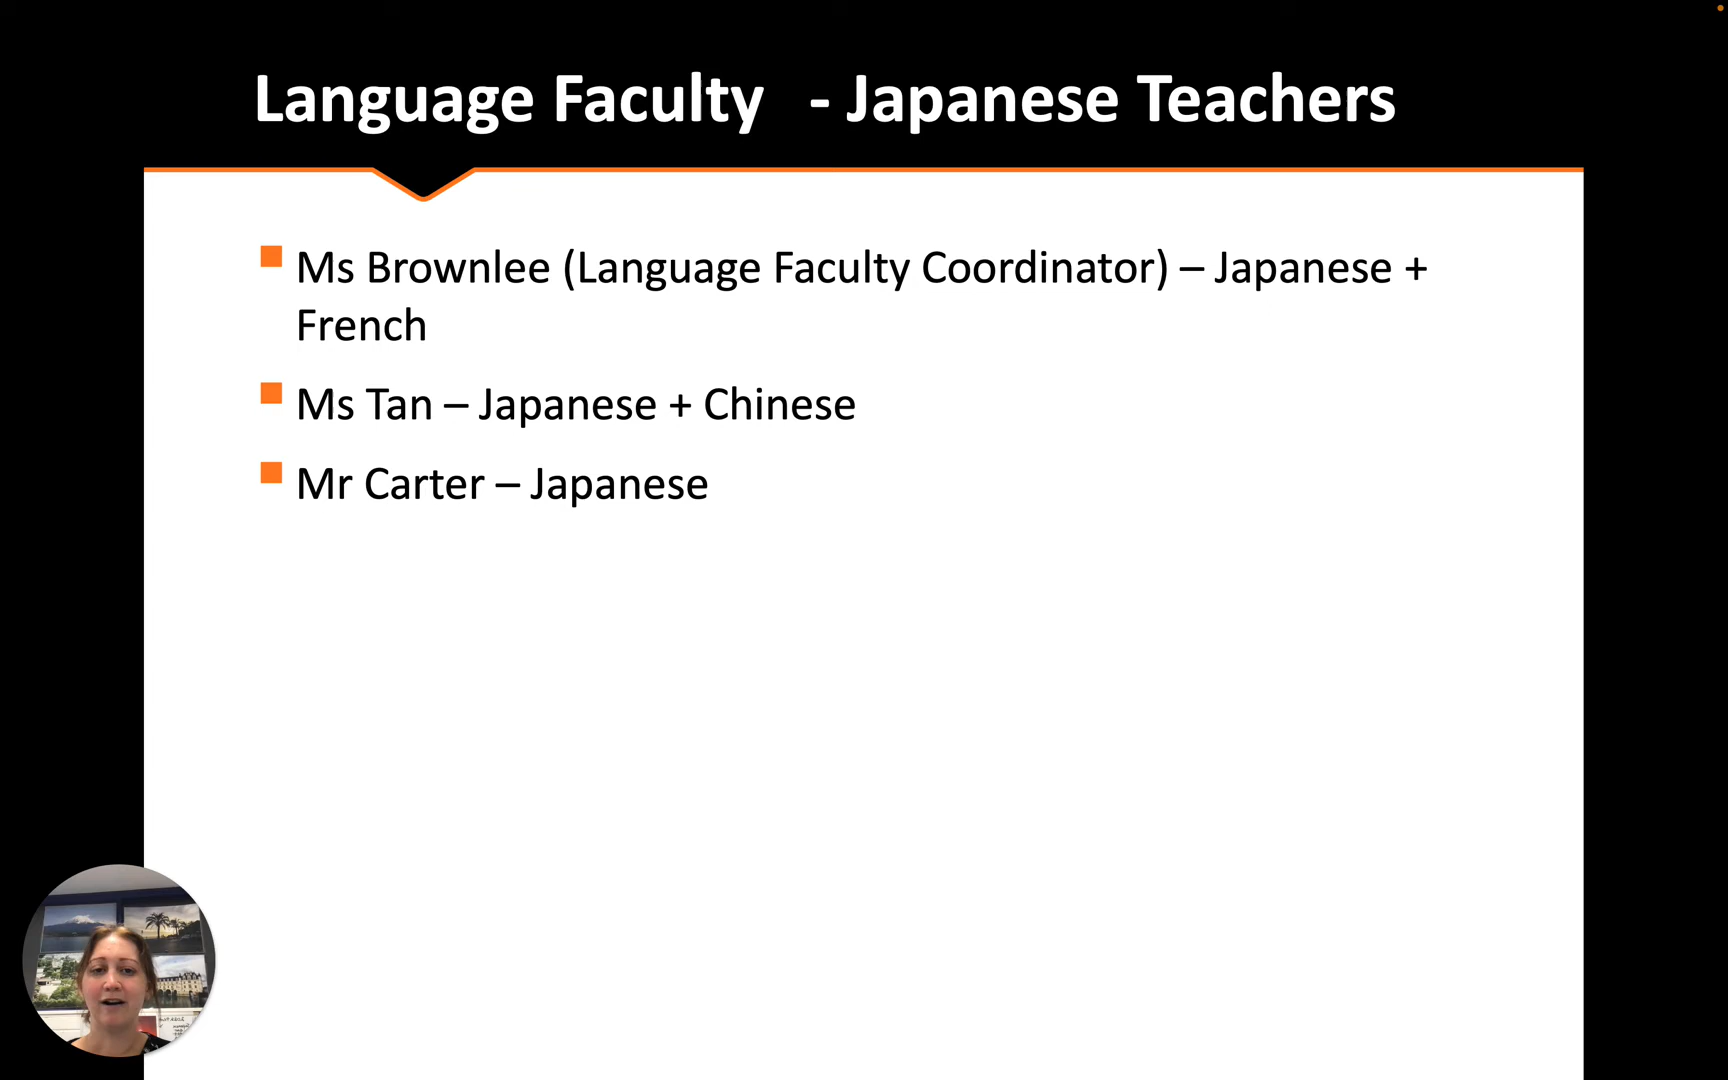 Language Faculty - Japanese Teachers
Ms Brownlee (Language Faculty Coordinator) – Japanese +
French
Ms Tan – Japanese + Chinese
Mr Carter – Japanese